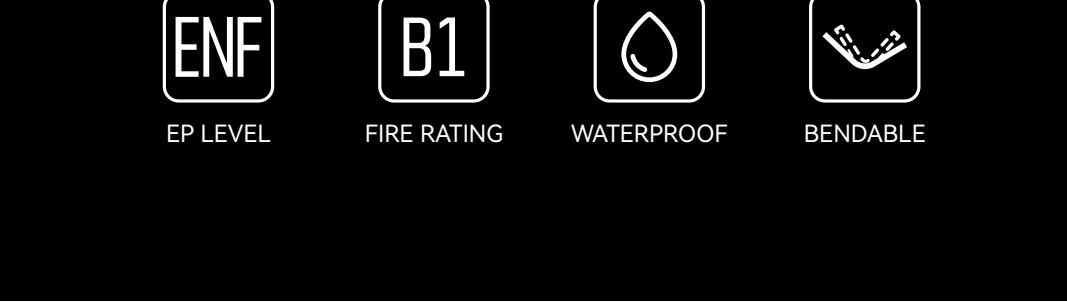 ENF B1
EP LEVEL FIRE RATING WATERPROOF BENDABLE